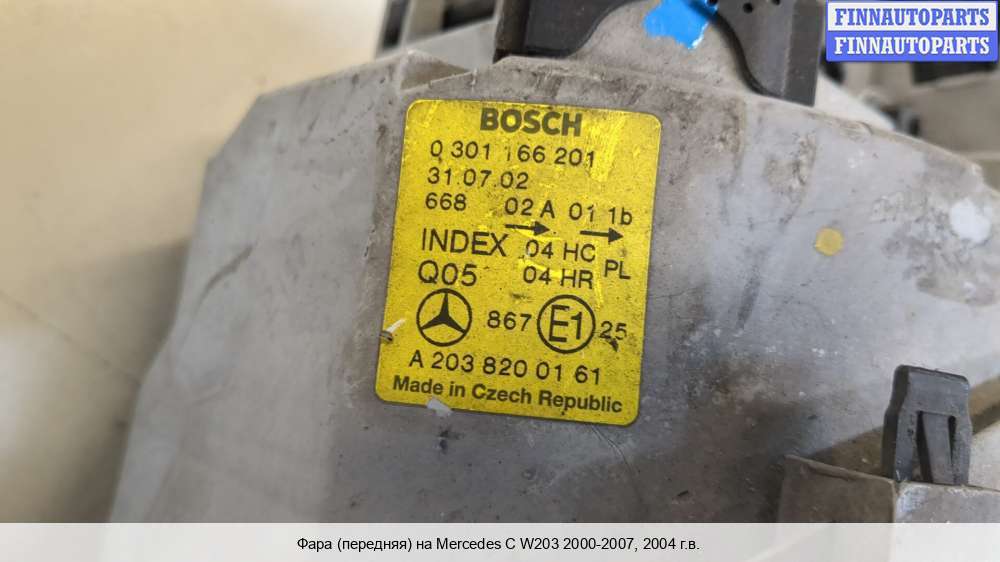 FINNAUTOPARTS
FINNAUTOPARTS
BOSCH
0 301 166 201
31.07.02
668 02 A 01 1b
INDEX 04 HC PL
Q05 04 HR
867 E1 25
A 203 820 01 61
Made in Czech Republic
Фара (передняя) на Mercedes C W203 2000-2007, 2004 г.в.